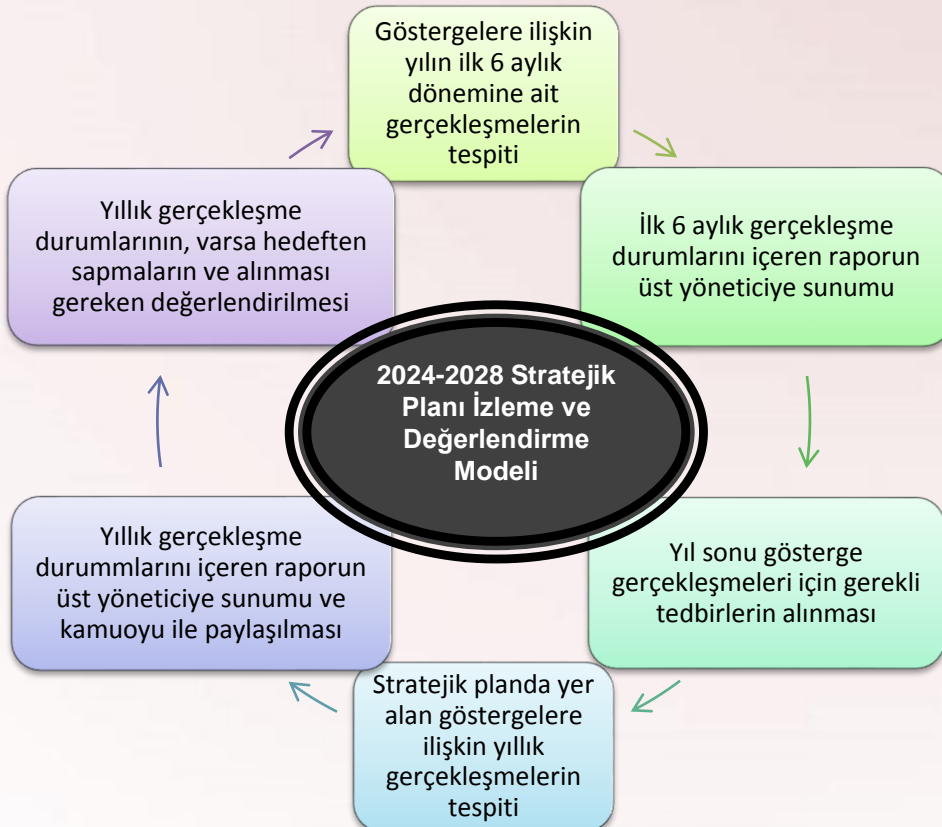 Göstergelere ilişkin
yılın ilk 6 aylık
dönemine ait
gerçekleşmelerin
tespiti
İlk 6 aylık gerçekleşme
durumlarını içeren raporun
üst yöneticiye sunumu
Yıl sonu gösterge
gerçekleşmeleri için gerekli
tedbirlerin alınması
Stratejik planda yer
alan göstergelere
ilişkin yıllık
gerçekleşmelerin
tespiti
Yıllık gerçekleşme
durummlarını içeren raporun
üst yöneticiye sunumu ve
kamuoyu ile paylaşılması
Yıllık gerçekleşme
durumlarının, varsa hedeften
sapmaların ve alınması
gereken değerlendirilmesi
2024-2028 Stratejik
Planı İzleme ve
Değerlendirme
Modeli